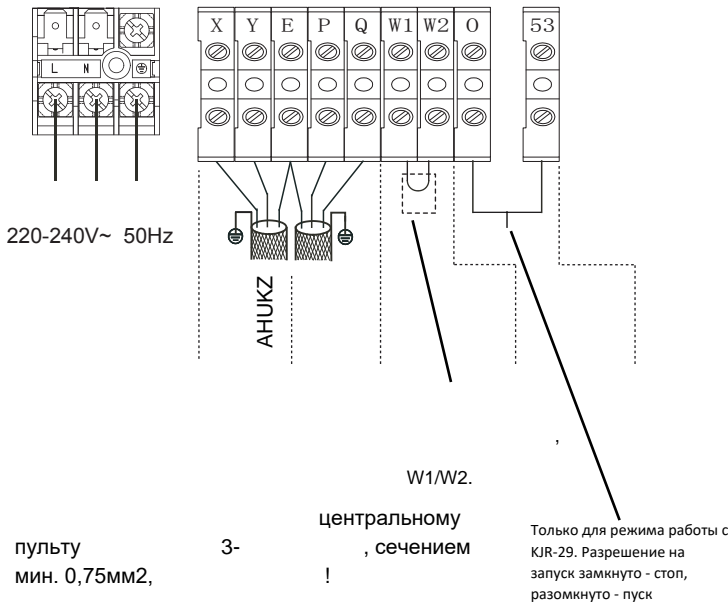 X Y E P Q W1 W2 O 53
L N
220-240V~ 50Hz
AHUKZ
,
W1/W2.
центральному
пульту 3- , сечением
мин. 0,75мм2, !
Только для режима работы с
KJR-29. Разрешение на
запуск замкнуто - стоп,
разомкнуто - пуск